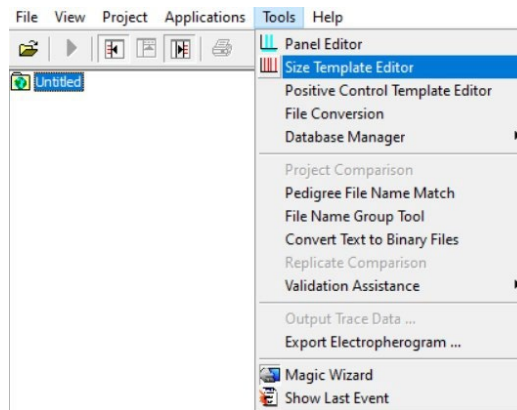 File View Project Applications Tools Help
Untitled
Panel Editor
Size Template Editor
Positive Control Template Editor
File Conversion
Database Manager
Project Comparison
Pedigree File Name Match
File Name Group Tool
Convert Text to Binary Files
Replicate Comparison
Validation Assistance
Output Trace Data ...
Export Electropherogram ...
Magic Wizard
Show Last Event